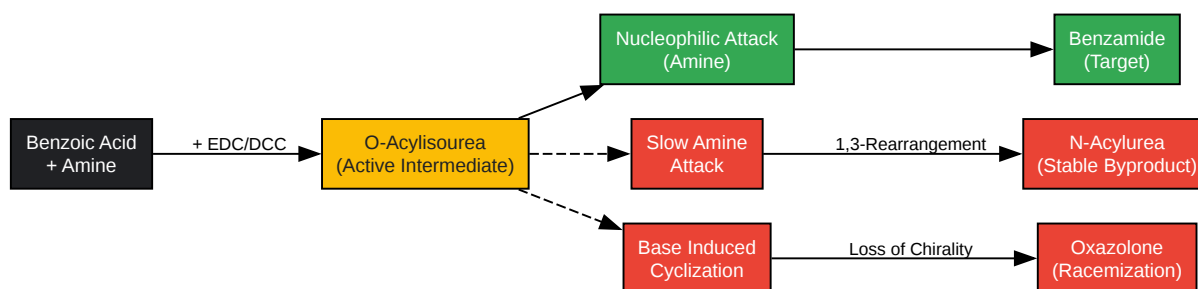 Nucleophilic Attack
(Amine)
Benzamide
(Target)
Benzoic Acid
+ Amine
+ EDC/DCC
O-Acylisourea
(Active Intermediate)
Slow Amine
Attack
1,3-Rearrangement
N-Acylurea
(Stable Byproduct)
Base Induced
Cyclization
Loss of Chirality
Oxazolone
(Racemization)